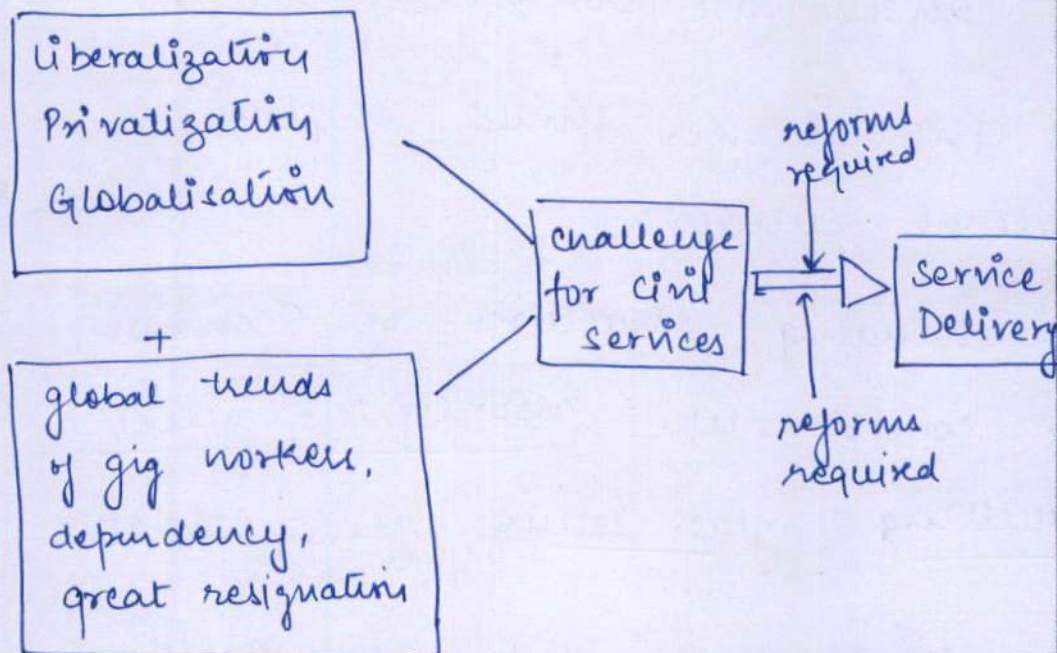 Liberalization
Privatization
Globalisation
+
global trends
of gig workers,
dependency,
great resignation
challenge
for civil
services
reforms
required
reforms
required
Service
Delivery